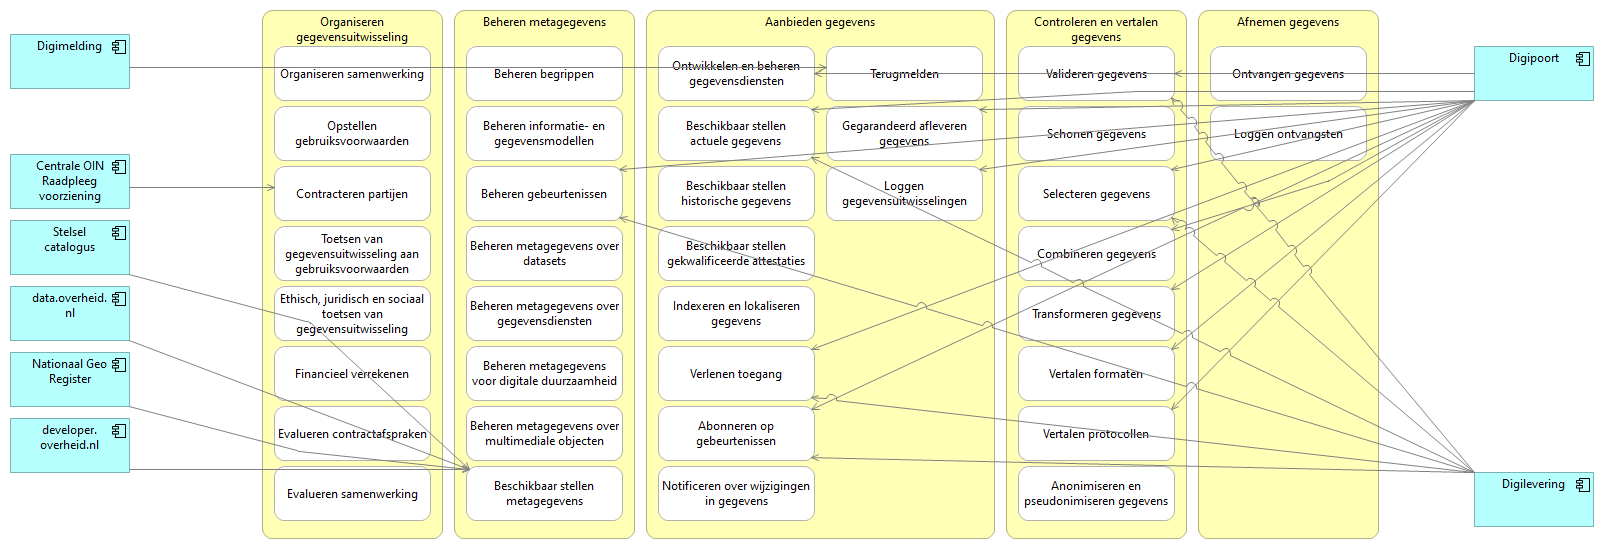 Digimelding
Centrale OIN
Raadpleeg
voorziening
Stelsel
catalogus
data.overheid.
nl
Nationaal Geo
Register
developer.
overheid.nl
Organiseren
gegevensuitwisseling
Organiseren samenwerking
Opstellen
gebruiksvoorwaarden
Contracteren partijen
Toetsen van
gegevensuitwisseling aan
gebruiksvoorwaarden
Ethisch, juridisch en sociaal
toetsen van
gegevensuitwisseling
Financieel verrekenen
Evalueren contractafspraken
Evalueren samenwerking
Beheren metagegevens
Beheren begrippen
Beheren informatie- en
gegevensmodellen
Beheren gebeurtenissen
Beheren metagegevens over
datasets
Beheren metagegevens over
gegevensdiensten
Beheren metagegevens
voor digitale duurzaamheid
Beheren metagegevens over
multimediale objecten
Beschikbaar stellen
metagegevens
Aanbieden gegevens
Ontwikkelen en beheren
gegevensdiensten
Beschikbaar stellen
actuele gegevens
Beschikbaar stellen
historische gegevens
Beschikbaar stellen
gekwalificeerde attestaties
Indexeren en lokaliseren
gegevens
Verlenen toegang
Abonneren op
gebeurtenissen
Notificeren over wijzigingen
in gegevens
Terugmelden
Gegarandeerd afleveren
gegevens
Loggen
gegevensuitwisselingen
Controleren en vertalen
gegevens
Valideren gegevens
Schonen gegevens
Selecteren gegevens
Combineren gegevens
Transformeren gegevens
Vertalen formaten
Vertalen protocollen
Anonimiseren en
pseudonimiseren gegevens
Afnemen gegevens
Ontvangen gegevens
Loggen ontvangsten
Digipoort
Digilevering